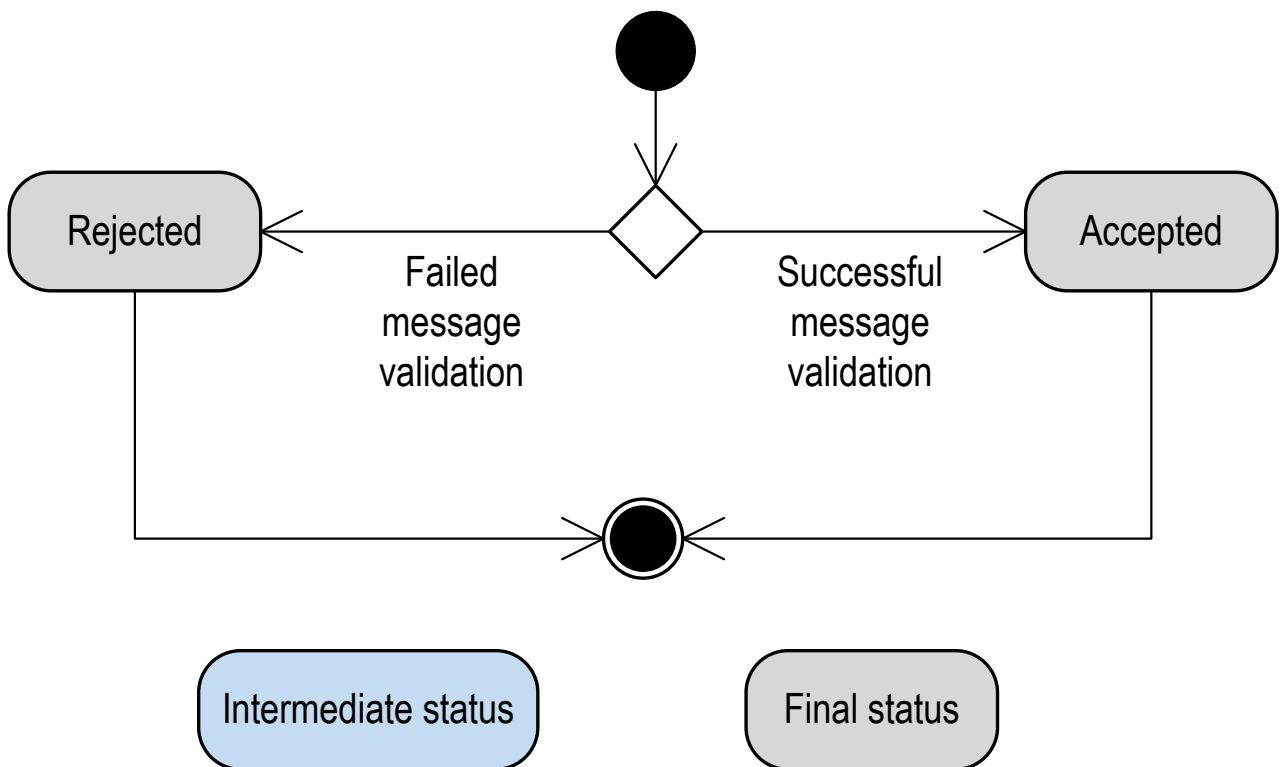 Rejected
Accepted
Failed
message
validation
Successful
message
validation
Intermediate status
Final status